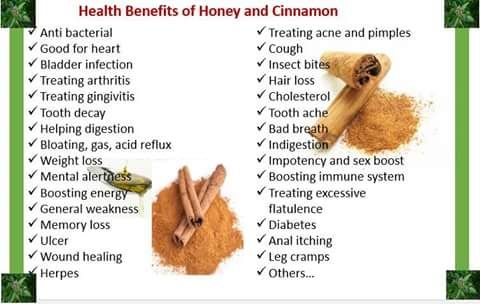 Health Benefits of Honey and Cinnamon
✓ Anti bacterial
✓ Good for heart
✓ Bladder infection
✓ Treating arthritis
✓ Treating gingivitis
✓ Tooth decay
✓ Helping digestion
✓ Bloating, gas, acid reflux
✓ Weight loss
✓ Mental alertness
✓ Boosting energy
✓ General weakness
✓ Memory loss
✓ Ulcer
✓ Wound healing
✓ Herpes
✓ Treating acne and pimples
✓ Cough
✓ Insect bites
✓ Hair loss
✓ Cholesterol
✓ Tooth ache
✓ Bad breath
✓ Indigestion
✓ Impotency and sex boost
✓ Boosting immune system
✓ Treating excessive
flatulence
✓ Diabetes
✓ Anal itching
✓ Leg cramps
✓ Others...